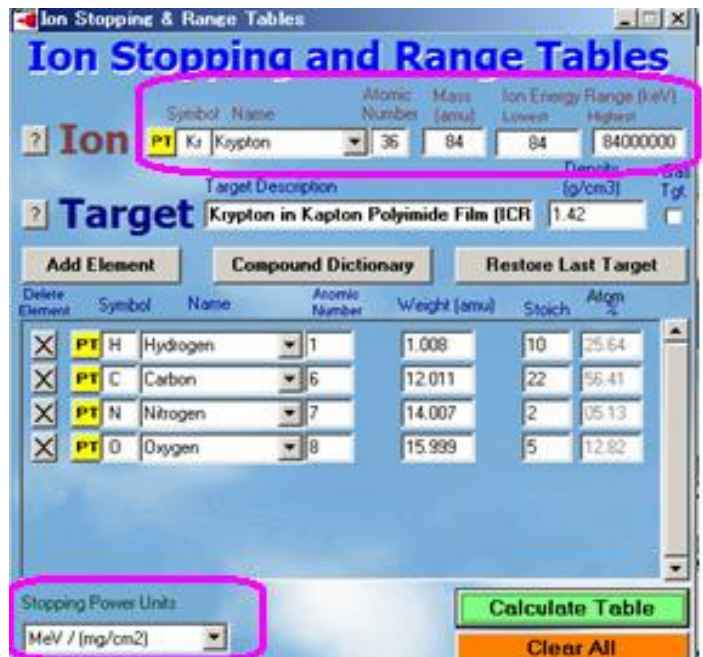 Ion Stopping & Range Tables
Ion Stopping and Range Tables
Symbol Name Atomic Number Mass (amu) Ion Energy Range (keV) Lowest Highest
? Ion PT Kr Krypton 36 84 84 84000000
Target Description Density (g/cm3) Gas Tgt.
? Target Krypton in Kapton Polyimide Film (ICR 1.42
Add Element Compound Dictionary Restore Last Target
Delete Element Symbol Name Atomic Number Weight (amu) Stoich Atom %
X PT H Hydrogen 1 1.008 10 25.64
X PT C Carbon 6 12.011 22 56.41
X PT N Nitrogen 7 14.007 2 05.13
X PT O Oxygen 8 15.999 5 12.82
Stopping Power Units
Calculate Table
MeV / (mg/cm2)
Clear All